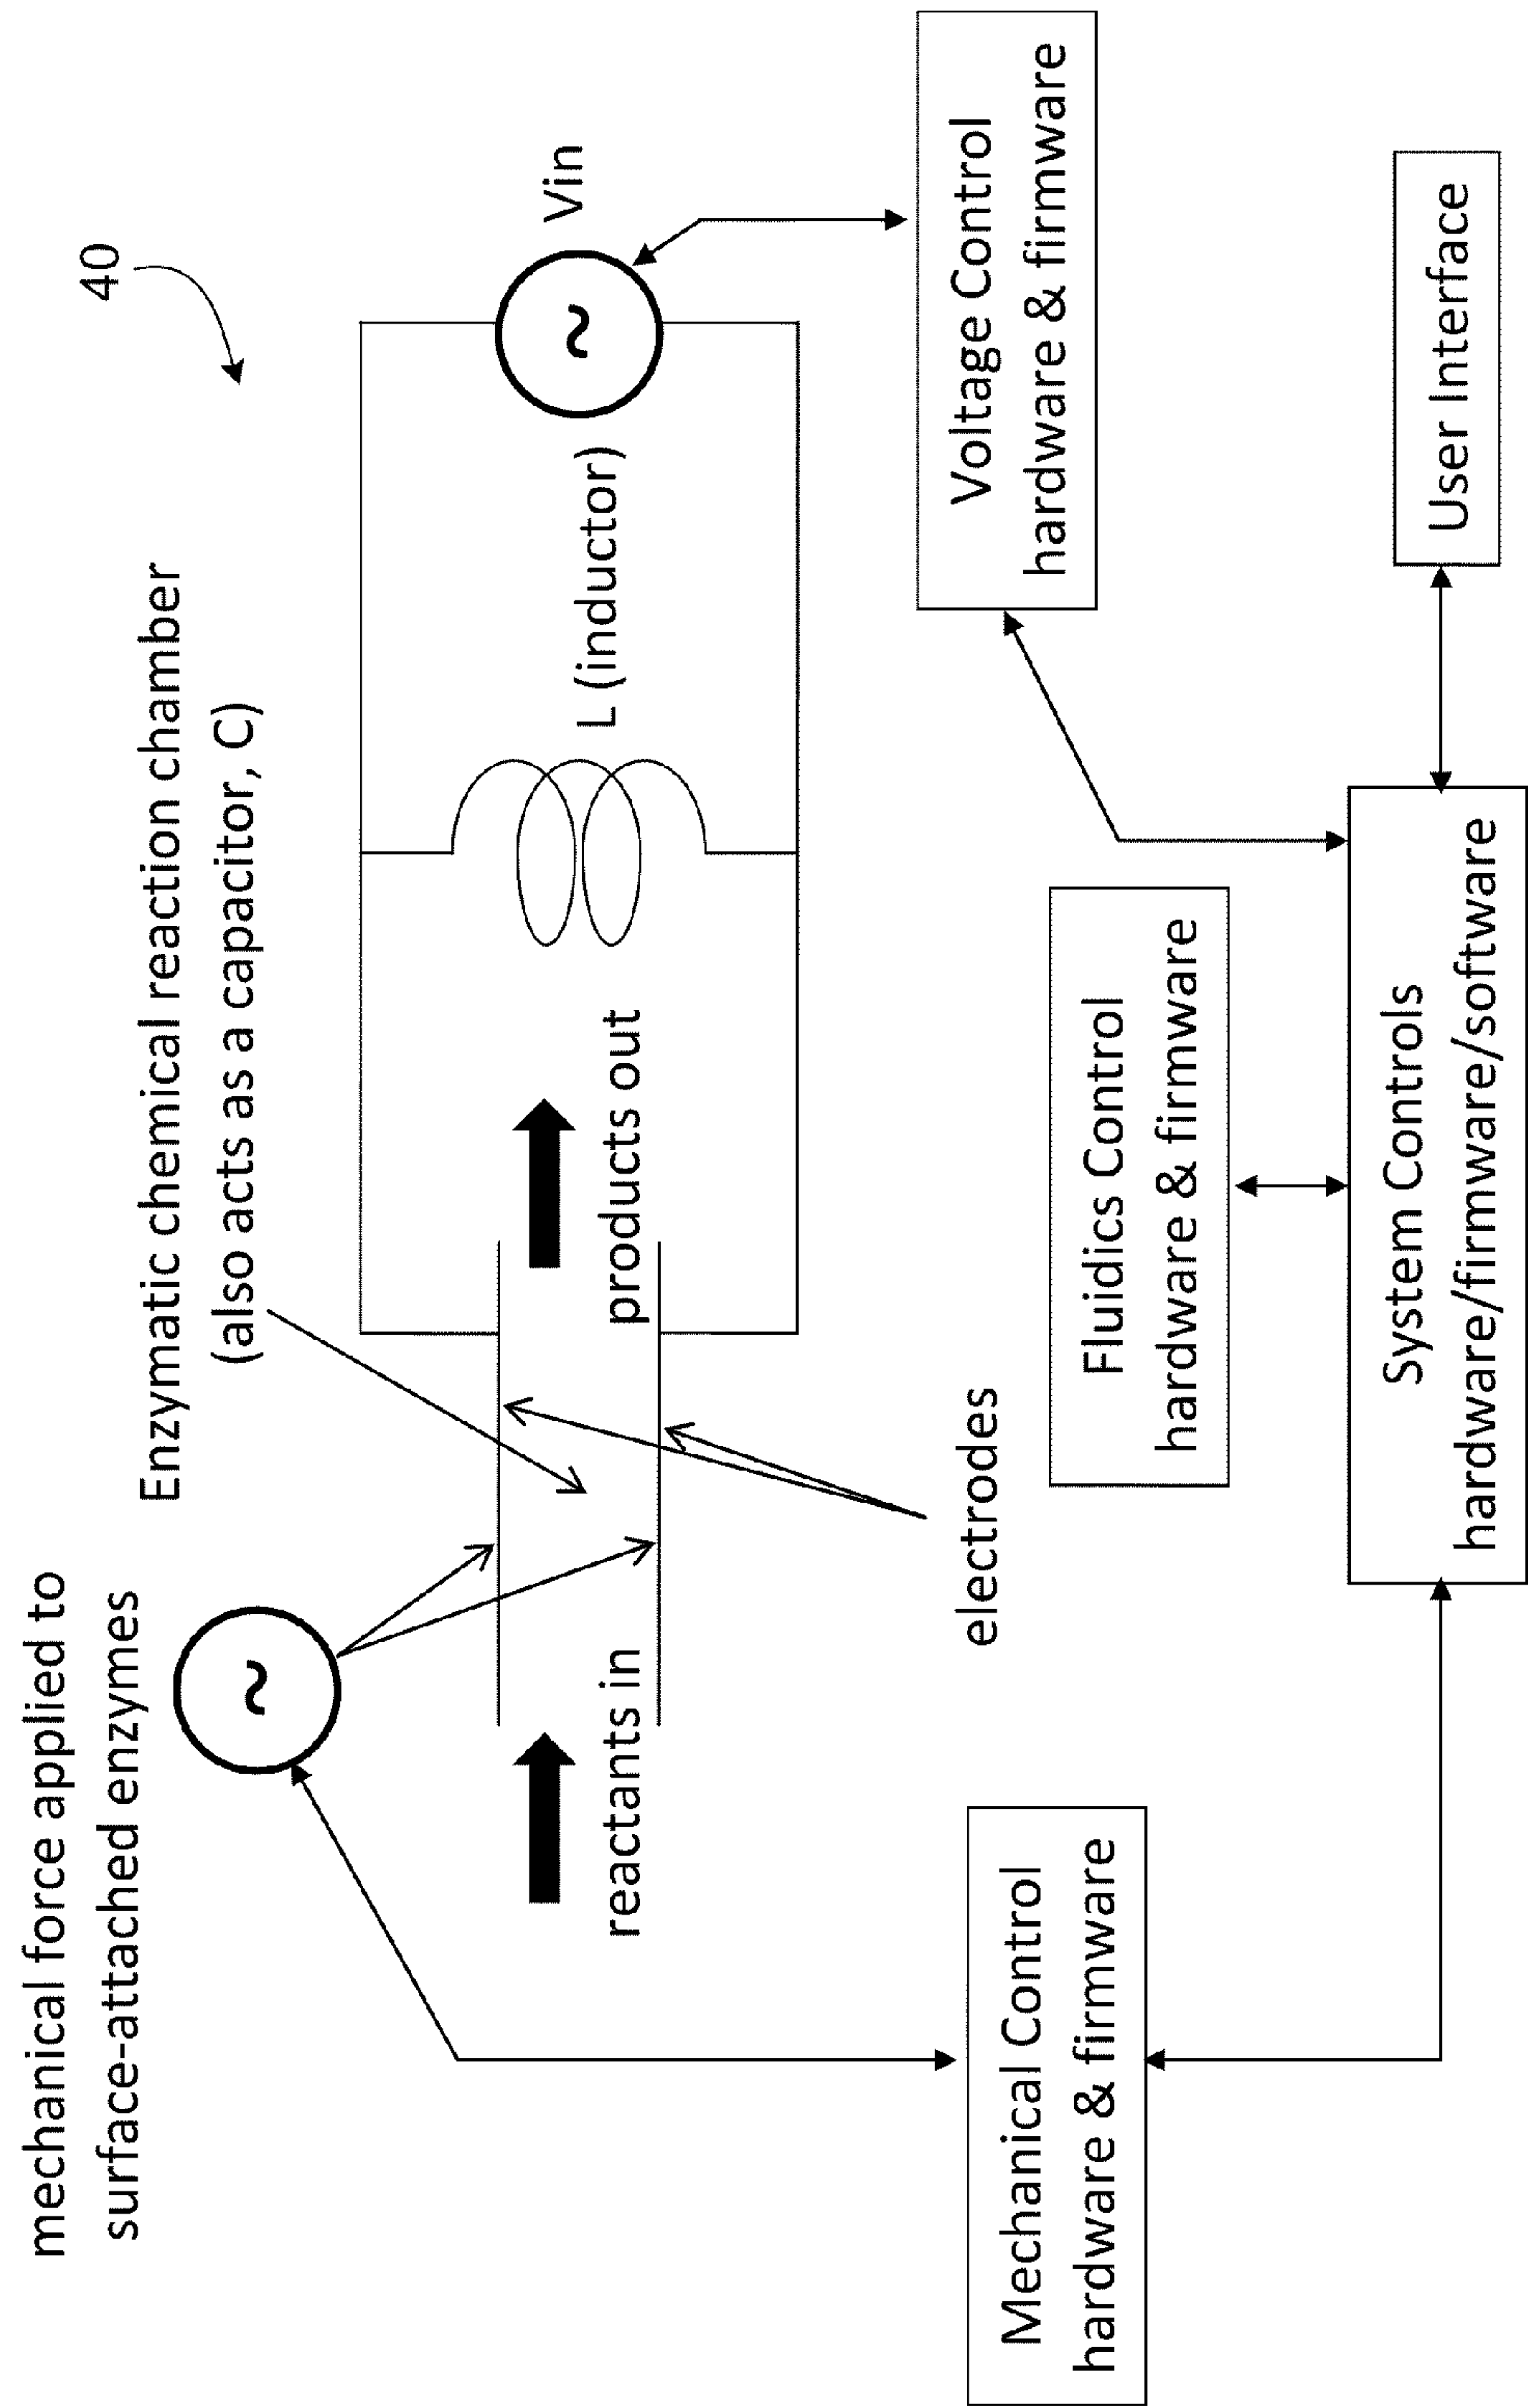 40
mechanical force applied to
surface-attached enzymes
Enzymatic chemical reaction chamber
(also acts as a capacitor, C)
~
reactants in
products out
L (inductor)
~
Vin
electrodes
Mechanical Control
hardware & firmware
Fluidics Control
hardware & firmware
Voltage Control
hardware & firmware
System Controls
hardware/firmware/software
User Interface